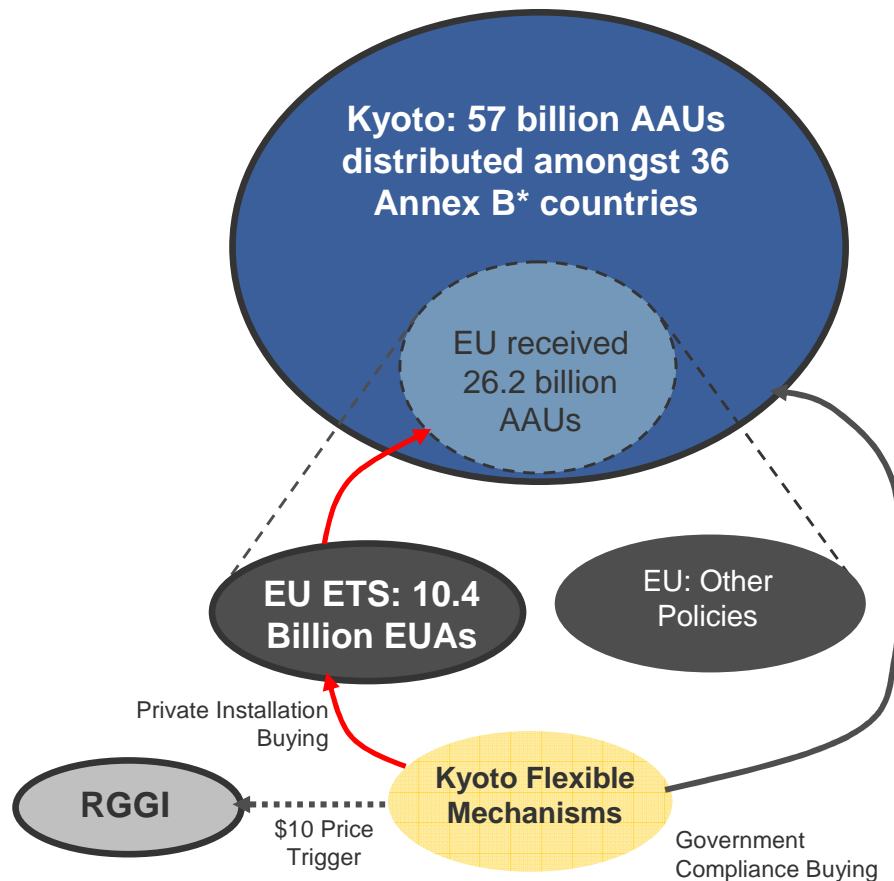 Kyoto: 57 billion AAUs
distributed amongst 36
Annex B* countries
EU received
26.2 billion
AAUs
EU ETS: 10.4
Billion EUAs
EU: Other
Policies
Private Installation
Buying
Kyoto Flexible
Mechanisms
RGGI
$10 Price
Trigger
Government
Compliance Buying